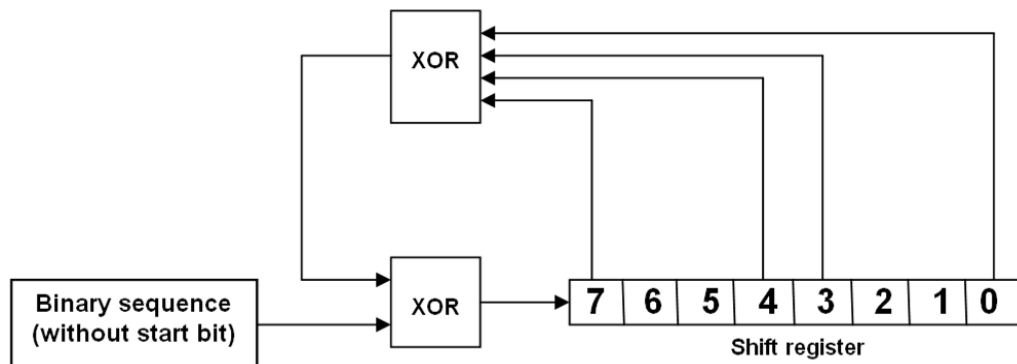 XOR
Binary sequence
(without start bit)
XOR
7 6 5 4 3 2 1 0
Shift register